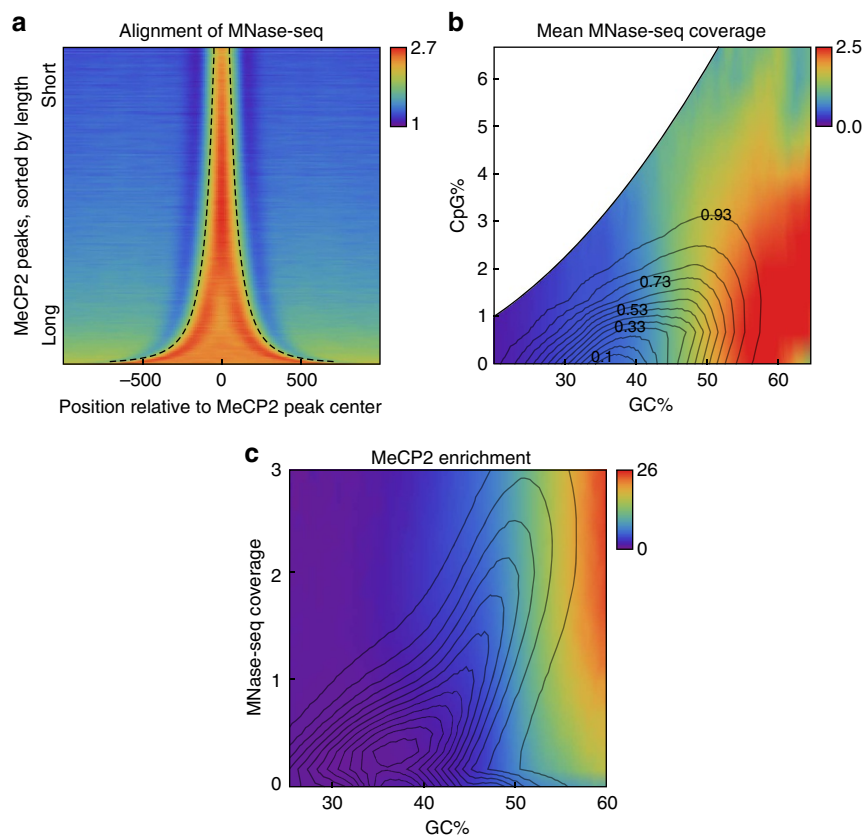 a
Alignment of MNase-seq
2.7
1
MeCP2 peaks, sorted by length
Short
Long
−500
0
500
Position relative to MeCP2 peak center
b
Mean MNase-seq coverage
2.5
0.0
CpG%
6
5
4
3
2
1
0
0.93
0.73
0.53
0.33
0.1
30
40
50
60
GC%
c
MeCP2 enrichment
26
0
MNase-seq coverage
3
2
1
0
30
40
50
60
GC%